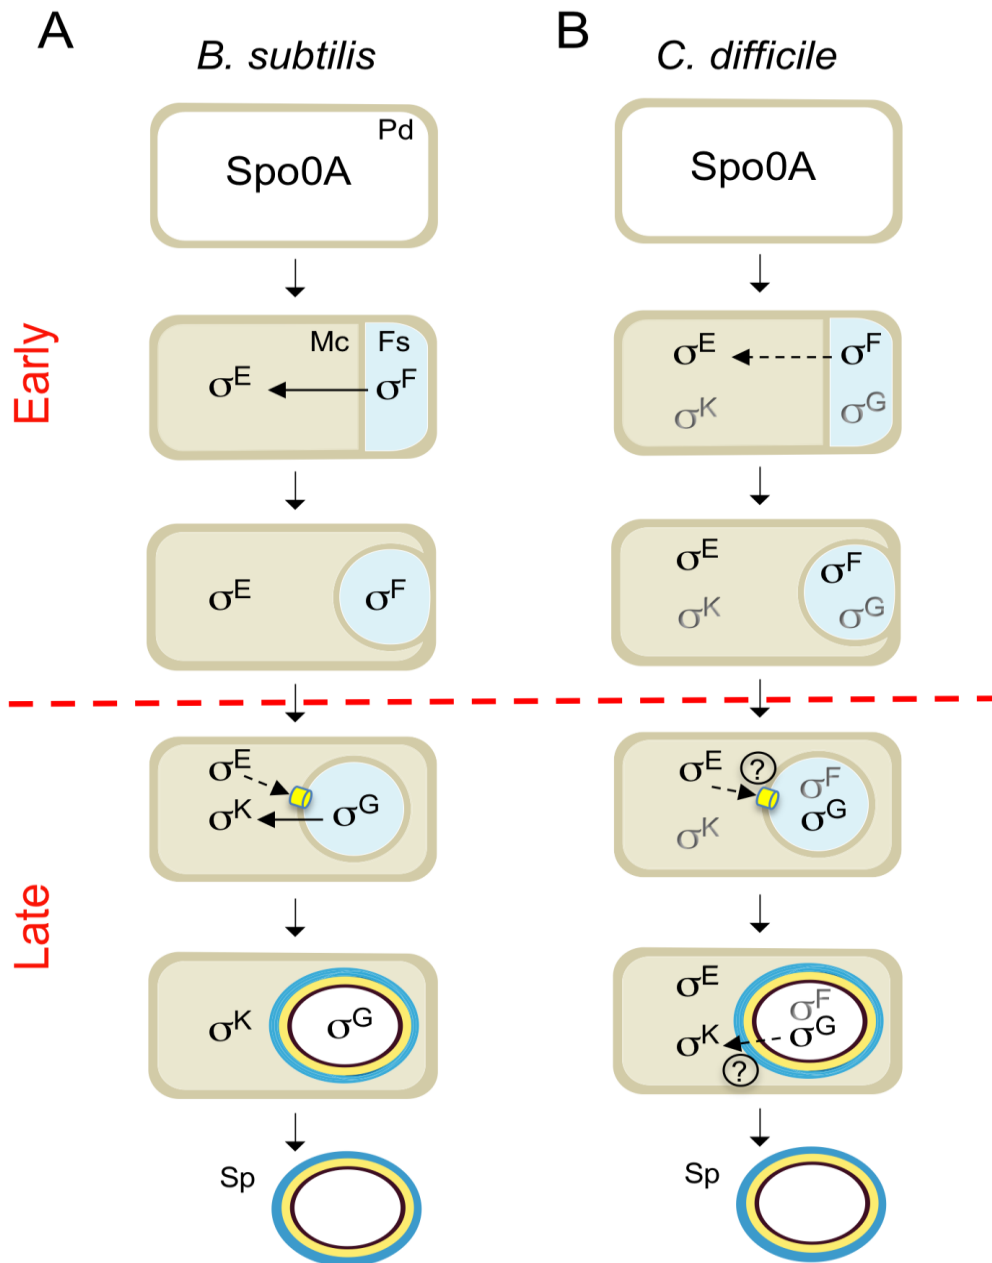 A
B. subtilis
Pd
Spo0A
Mc
Fs
σE
σF
σE
σF
σE
σK
σG
σK
σG
Sp
B
C. difficile
Spo0A
σE
σF
σK
σG
σE
σF
σK
σG
σE
?
σF
σG
σK
σE
σF
σG
σK
?
Sp
Early
Late